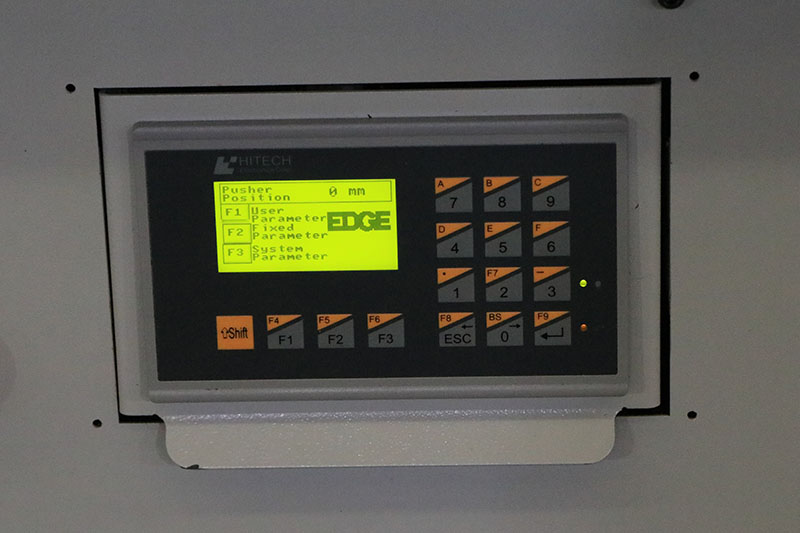 HITECH
Pusher
Position 0 mm
F1 User
Parameter
EDGE
F2 Fixed
Parameter
F3 System
Parameter
A B C
7 8 9
D E F
4 5 6
. F7 —
1 2 3
F4 F5 F6 F8 ← BS → F9
⇧Shift F1 F2 F3 ESC 0 ↵